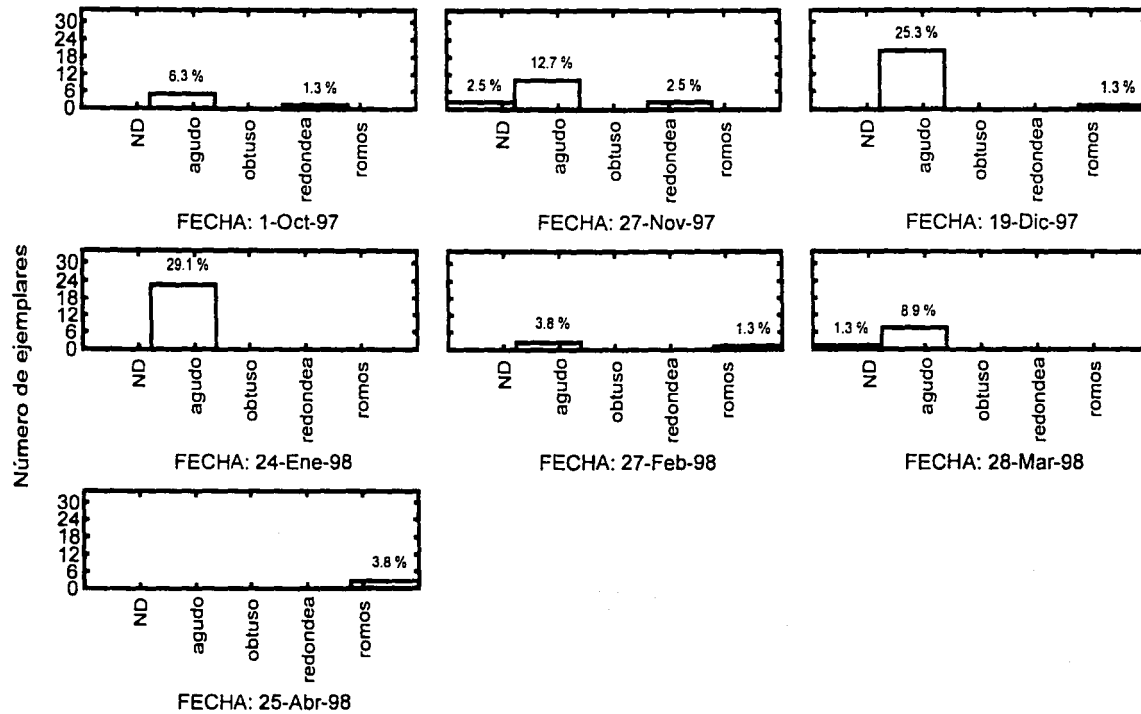 Número de ejemplares
30
24
18
12
6
0
6.3 %
1.3 %
ND
agudo
obtuso
redondea
romos
FECHA: 1-Oct-97
2.5 %
12.7 %
2.5 %
ND
agudo
obtuso
redondea
romos
FECHA: 27-Nov-97
25.3 %
1.3 %
ND
agudo
obtuso
redondea
romos
FECHA: 19-Dic-97
30
24
18
12
6
0
29.1 %
ND
agudo
obtuso
redondea
romos
FECHA: 24-Ene-98
3.8 %
1.3 %
ND
agudo
obtuso
redondea
romos
FECHA: 27-Feb-98
1.3 %
8 9 %
ND
agudo
obtuso
redondea
romos
FECHA: 28-Mar-98
30
24
18
12
6
0
3.8 %
ND
agudo
obtuso
redondea
romos
FECHA: 25-Abr-98